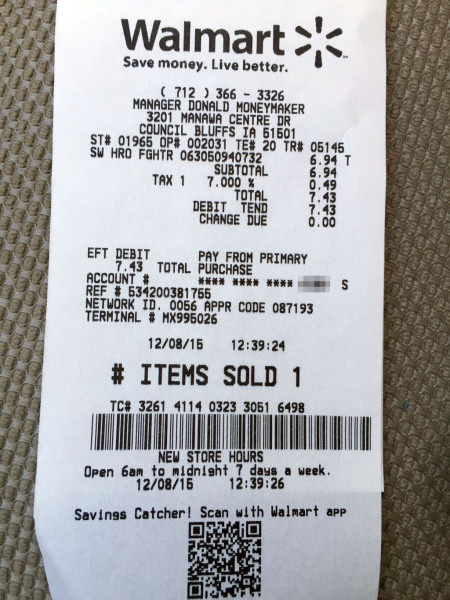 Walmart
Save money. Live better.
( 712 ) 366 - 3326
MANAGER DONALD MONEYMAKER
3201 MANAWA CENTRE DR
COUNCIL BLUFFS IA 51501
ST# 01965 OP# 002031 TE# 20 TR# 05145
SW HRO FGHTR 063050940732 6.94 T
SUBTOTAL 6.94
TAX 1 7.000 % 0.49
TOTAL 7.43
DEBIT TEND 7.43
CHANGE DUE 0.00
EFT DEBIT PAY FROM PRIMARY
7.43 TOTAL PURCHASE
ACCOUNT # **** **** **** S
REF # 534200381755
NETWORK ID. 0056 APPR CODE 087193
TERMINAL # MX995026
12/08/15 12:39:24
# ITEMS SOLD 1
TC# 3261 4114 0323 3051 6498
NEW STORE HOURS
Open 6am to midnight 7 days a week.
12/08/15 12:39:26
Savings Catcher! Scan with Walmart app